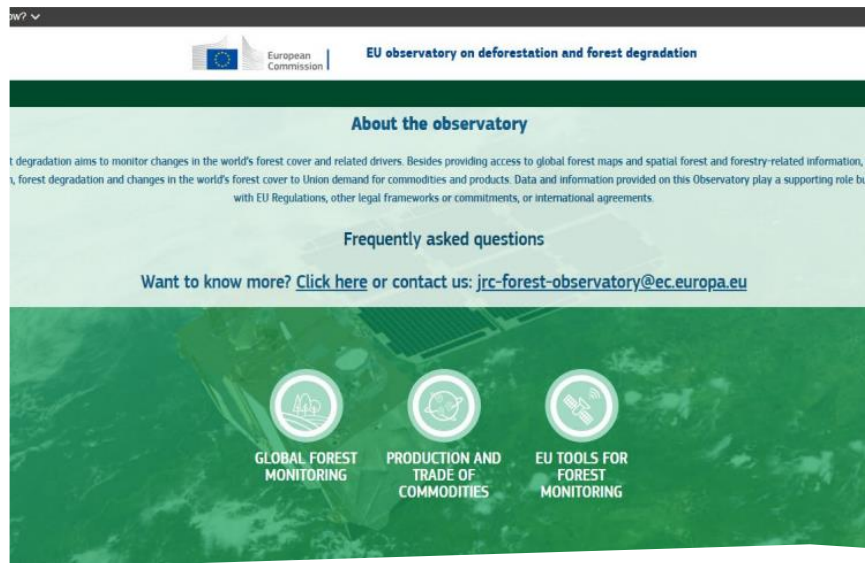 ow?
European
Commission
EU observatory on deforestation and forest degradation
About the observatory
t degradation aims to monitor changes in the world's forest cover and related drivers. Besides providing access to global forest maps and spatial forest and forestry-related information,
n, forest degradation and changes in the world's forest cover to Union demand for commodities and products. Data and information provided on this Observatory play a supporting role bu
with EU Regulations, other legal frameworks or commitments, or international agreements.
Frequently asked questions
Want to know more? Click here or contact us: jrc-forest-observatory@ec.europa.eu
GLOBAL FOREST
MONITORING
PRODUCTION AND
TRADE OF
COMMODITIES
EU TOOLS FOR
FOREST
MONITORING